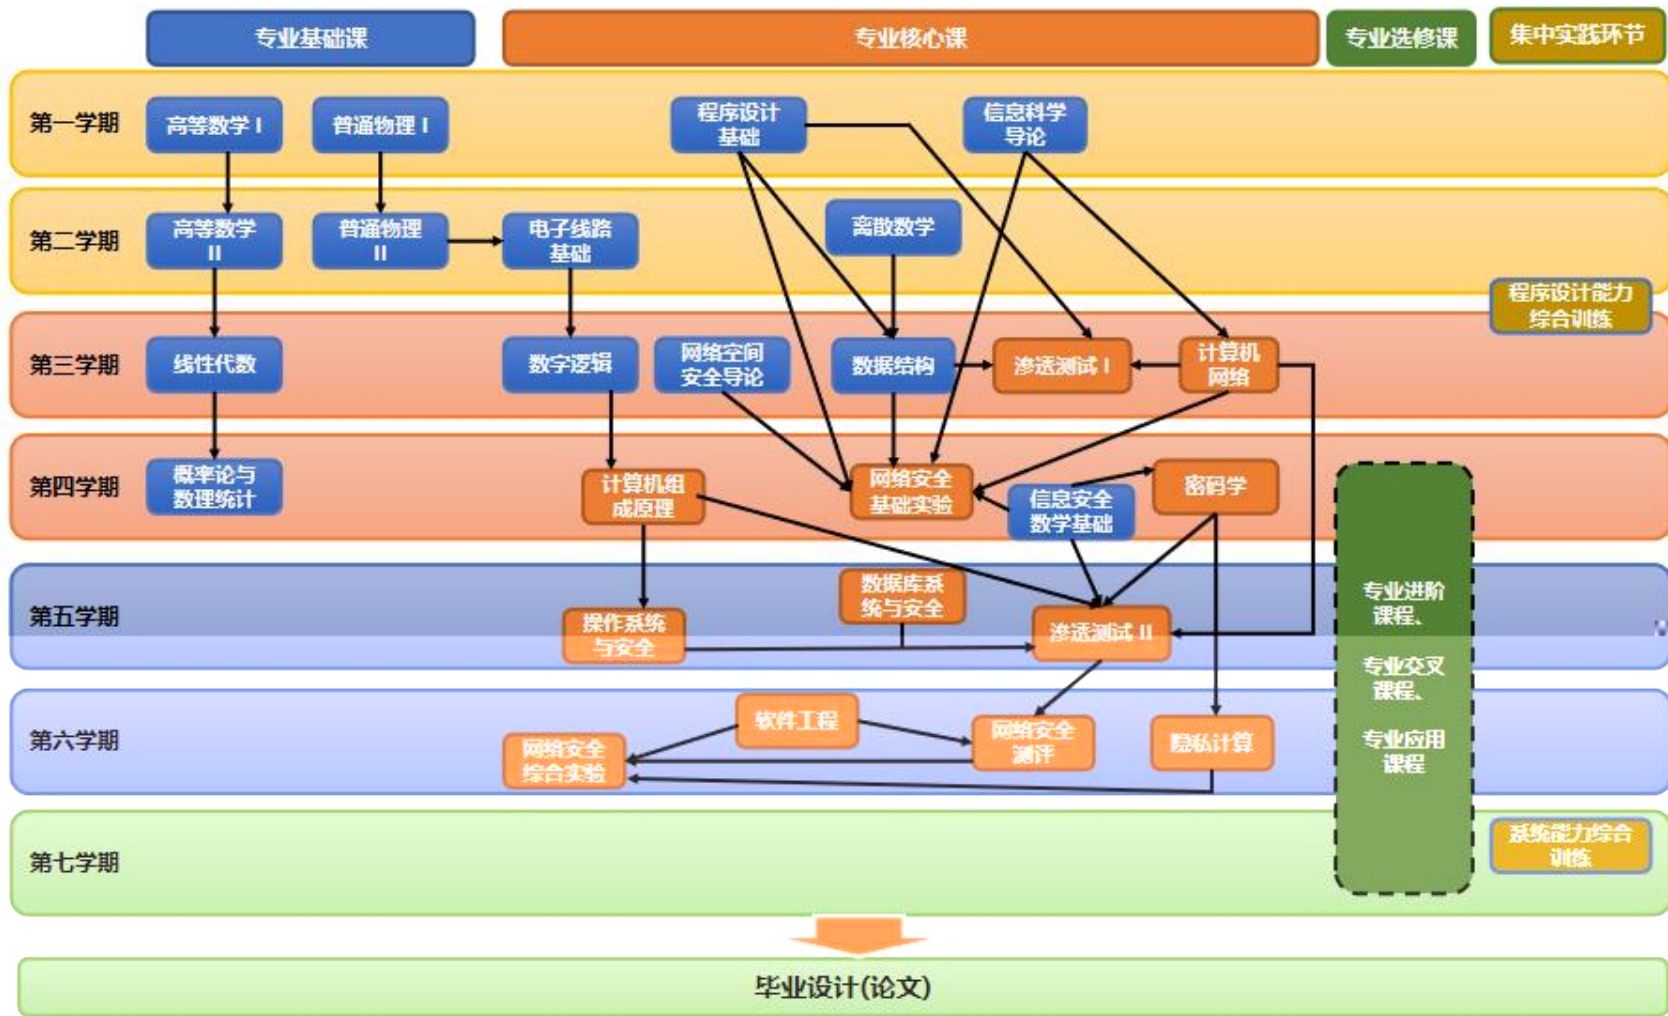 专业基础课
专业核心课
专业选修课
集中实践环节
第一学期
高等数学 I
普通物理 I
程序设计
基础
信息科学
导论
第二学期
高等数学
II
普通物理
II
电子线路
基础
离散数学
程序设计能力
综合训练
第三学期
线性代数
数字逻辑
网络空间
安全导论
数据结构
渗透测试 I
计算机
网络
第四学期
概率论与
数理统计
计算机组
成原理
网络安全
基础实验
信息安全
数学基础
密码学
第五学期
操作系统
与安全
数据库系
统与安全
渗透测试 II
专业进阶
课程、
专业交叉
课程、
专业应用
课程
第六学期
网络安全
综合实验
软件工程
网络安全
测评
隐私计算
第七学期
系统能力综合
训练
毕业设计(论文)